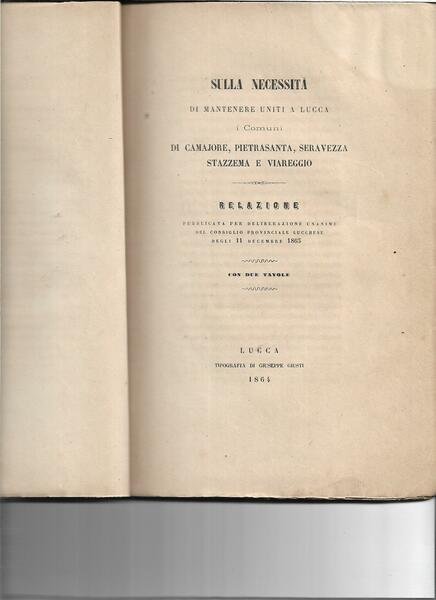 SULLA NECESSITÀ
DI MANTENERE UNITI A LUCCA
i Comuni
DI CAMAJORE, PIETRASANTA, SERAVEZZA
STAZZEMA E VIAREGGIO
RELAZIONE
PUBBLICATA PER DELIBERAZIONE UNANIME
DEL CONSIGLIO PROVINCIALE LUCCHESE
DEGLI 11 DECEMBRE 1863
CON DUE TAVOLE
LUCCA
TIPOGRAFIA DI GIUSEPPE GIUSTI
1864